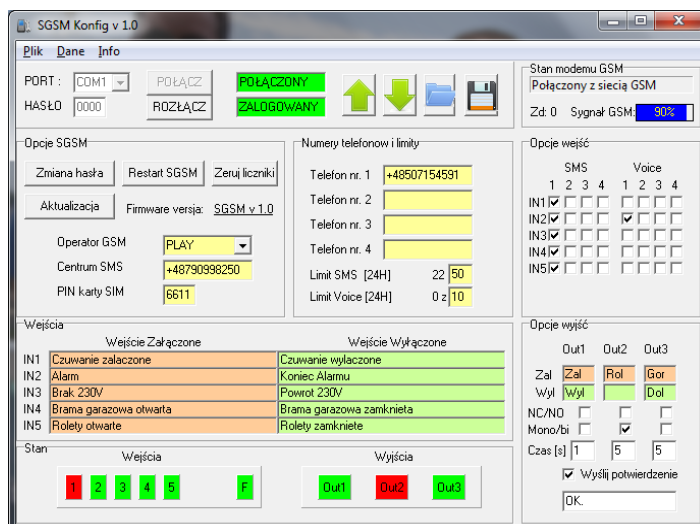 SGSM Konfig v 1.0
Plik Dane Info
PORT : COM1 POŁĄCZ POŁĄCZONY
HASŁO 0000 ROZŁĄCZ ZALOGOWANY
Stan modemu GSM
Połączony z siecią GSM
Zd: 0 Sygnał GSM: 90%
Opcje SGSM
Zmiana hasła Restart SGSM Zeruj liczniki
Aktualizacja Firmware versja: SGSM v 1.0
Operator GSM PLAY
Centrum SMS +48790998250
PIN karty SIM 6611
Numery telefonow i limity
Telefon nr. 1 +48507154591
Telefon nr. 2
Telefon nr. 3
Telefon nr. 4
Limit SMS [24H] 22 50
Limit Voice [24H] 0 z 10
Opcje wejść
SMS Voice
1 2 3 4 1 2 3 4
IN1
IN2
IN3
IN4
IN5
Wejścia
Wejście Załączone Wejście Wyłączone
IN1 Czuwanie zalaczone Czuwanie wylaczone
IN2 Alarm Koniec Alarmu
IN3 Brak 230V Powrot 230V
IN4 Brama garazowa otwarta Brama garazowa zamknieta
IN5 Rolety otwarte Rolety zamkniete
Opcje wyjść
Out1 Out2 Out3
Zal Zal Rol Gor
Wyl Wyl Dol
NC/NO
Mono/bi
Czas [s] 1 5 5
Wyślij potwierdzenie
OK.
Stan
Wejścia Wyjścia
1 2 3 4 5 F Out1 Out2 Out3